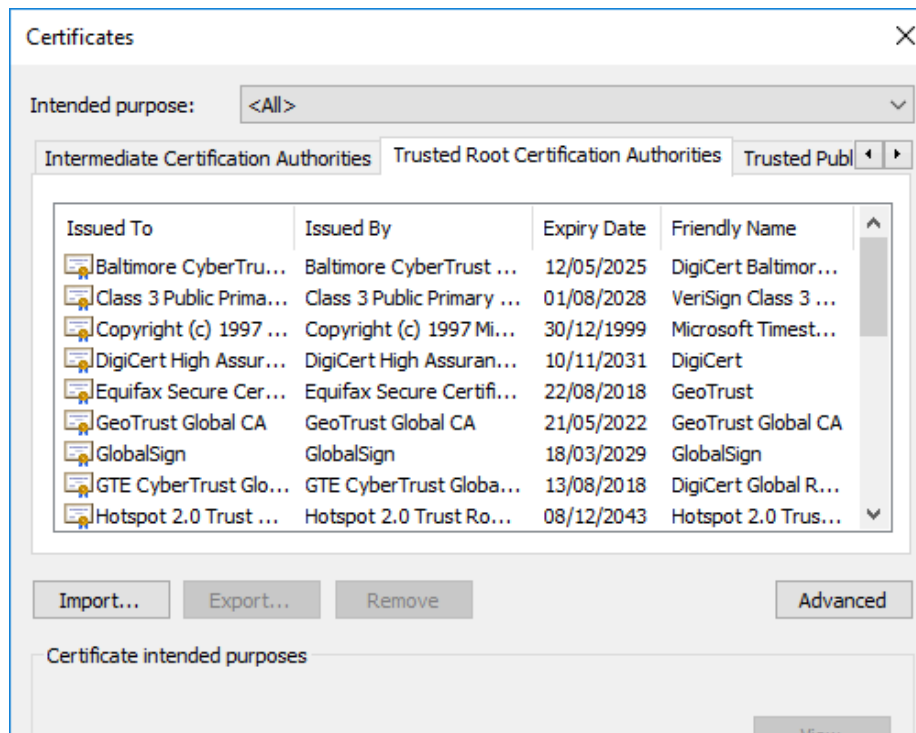 Certificates
Intended purpose: <All>
Intermediate Certification Authorities Trusted Root Certification Authorities Trusted Publ
Issued To Issued By Expiry Date Friendly Name
Baltimore CyberTru... Baltimore CyberTrust ... 12/05/2025 DigiCert Baltimor...
Class 3 Public Prima... Class 3 Public Primary ... 01/08/2028 VeriSign Class 3 ...
Copyright (c) 1997 ... Copyright (c) 1997 Mi... 30/12/1999 Microsoft Timest...
DigiCert High Assur... DigiCert High Assuran... 10/11/2031 DigiCert
Equifax Secure Cer... Equifax Secure Certifi... 22/08/2018 GeoTrust
GeoTrust Global CA GeoTrust Global CA 21/05/2022 GeoTrust Global CA
GlobalSign GlobalSign 18/03/2029 GlobalSign
GTE CyberTrust Glo... GTE CyberTrust Globa... 13/08/2018 DigiCert Global R...
Hotspot 2.0 Trust ... Hotspot 2.0 Trust Ro... 08/12/2043 Hotspot 2.0 Trus...
Import... Export... Remove Advanced
Certificate intended purposes